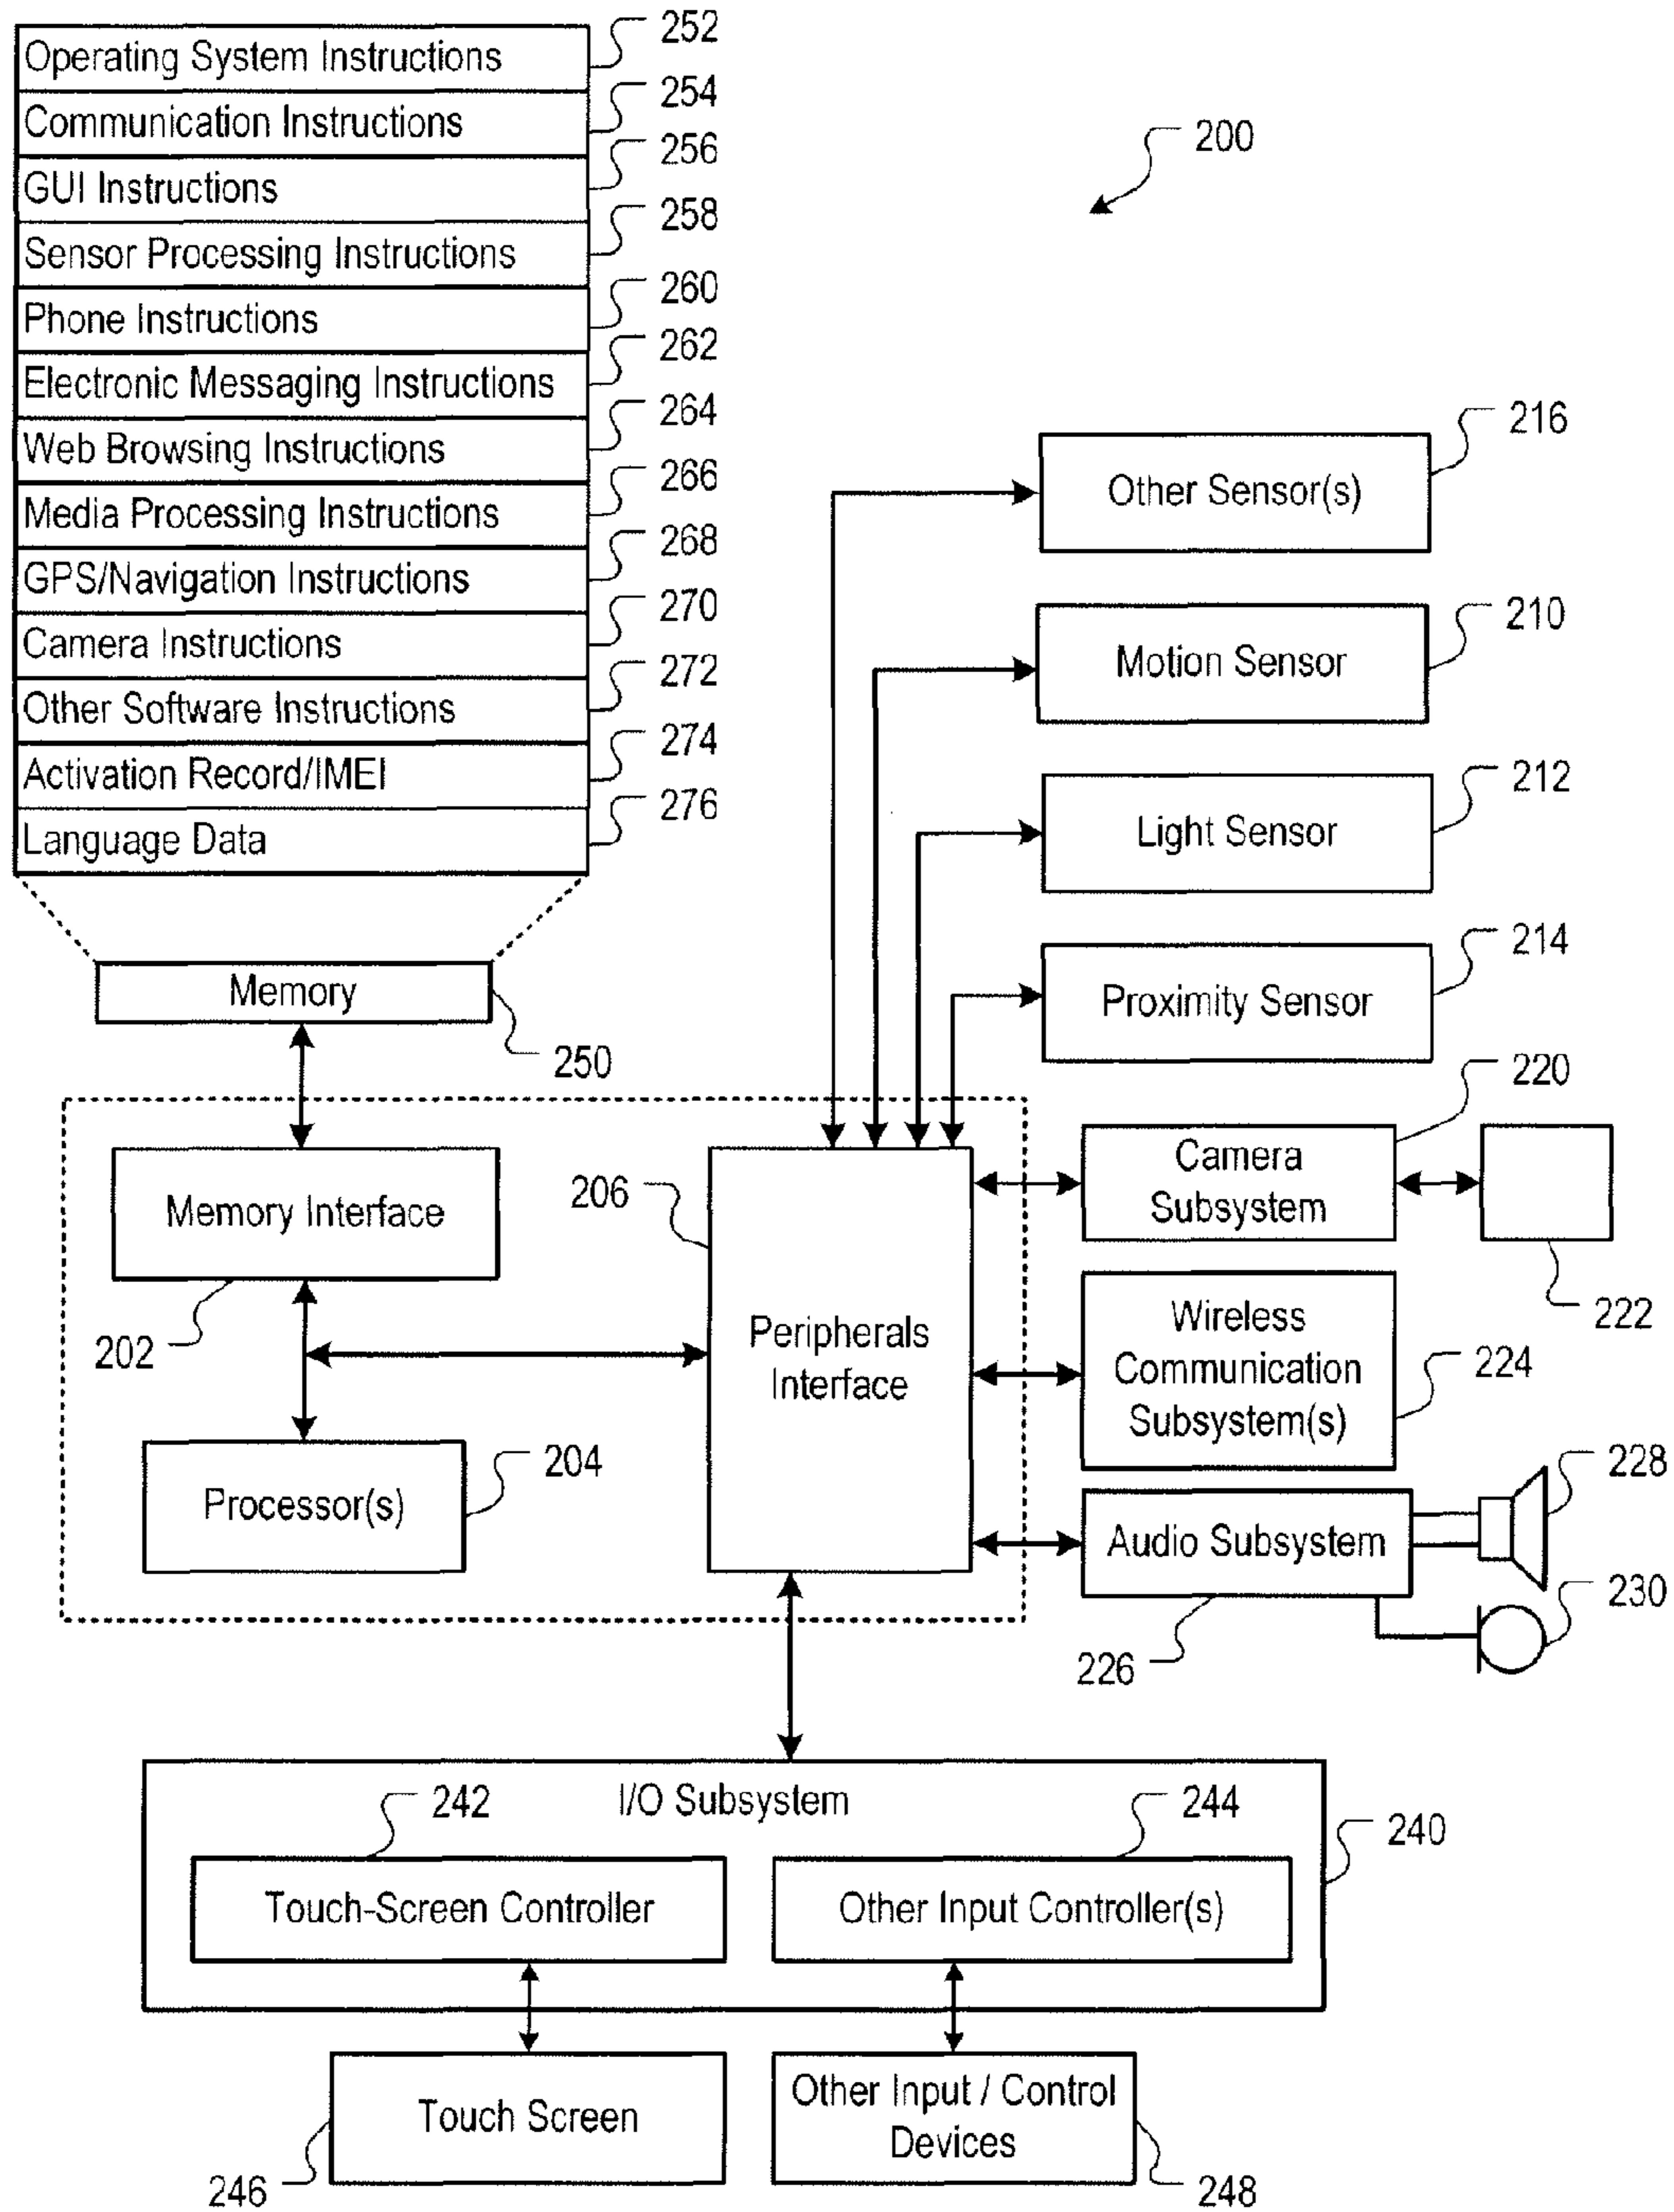 252
Operating System Instructions
254
Communication Instructions
256
GUI Instructions
258
Sensor Processing Instructions
260
Phone Instructions
262
Electronic Messaging Instructions
264
Web Browsing Instructions
266
Media Processing Instructions
268
GPS/Navigation Instructions
270
Camera Instructions
272
Other Software Instructions
274
Activation Record/IMEI
276
Language Data
200
216
Other Sensor(s)
210
Motion Sensor
212
Light Sensor
214
Proximity Sensor
Memory
250
220
Camera
Subsystem
222
Memory Interface
202
206
Peripherals
Interface
Wireless
Communication
Subsystem(s)
224
204
Processor(s)
228
Audio Subsystem
230
226
I/O Subsystem
242
244
240
Touch-Screen Controller
Other Input Controller(s)
Touch Screen
246
Other Input / Control
Devices
248